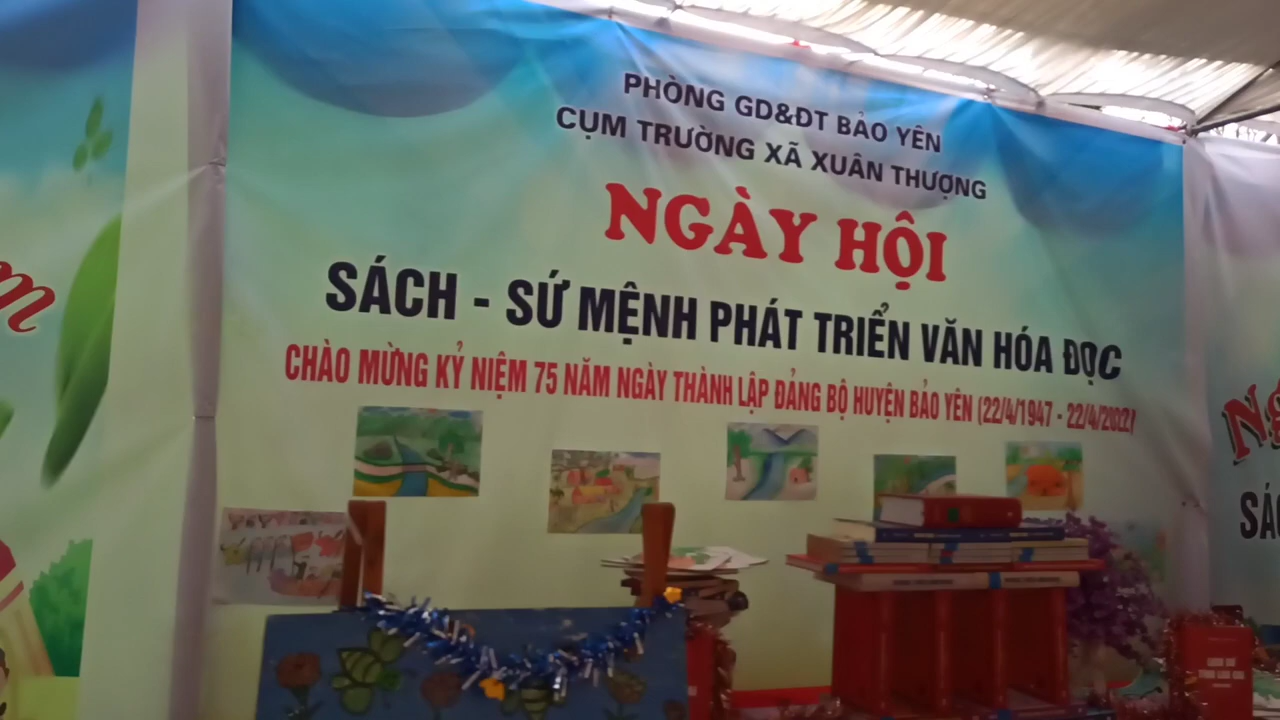 PHÒNG GD&ĐT BẢO YÊN
CỤM TRƯỜNG XÃ XUÂN THƯỢNG
NGÀY HỘI
SÁCH - SỨ MỆNH PHÁT TRIỂN VĂN HÓA ĐỌC
CHÀO MỪNG KỶ NIỆM 75 NĂM NGÀY THÀNH LẬP ĐẢNG BỘ HUYỆN BẢO YÊN (22/4/1947 - 22/4/2022)